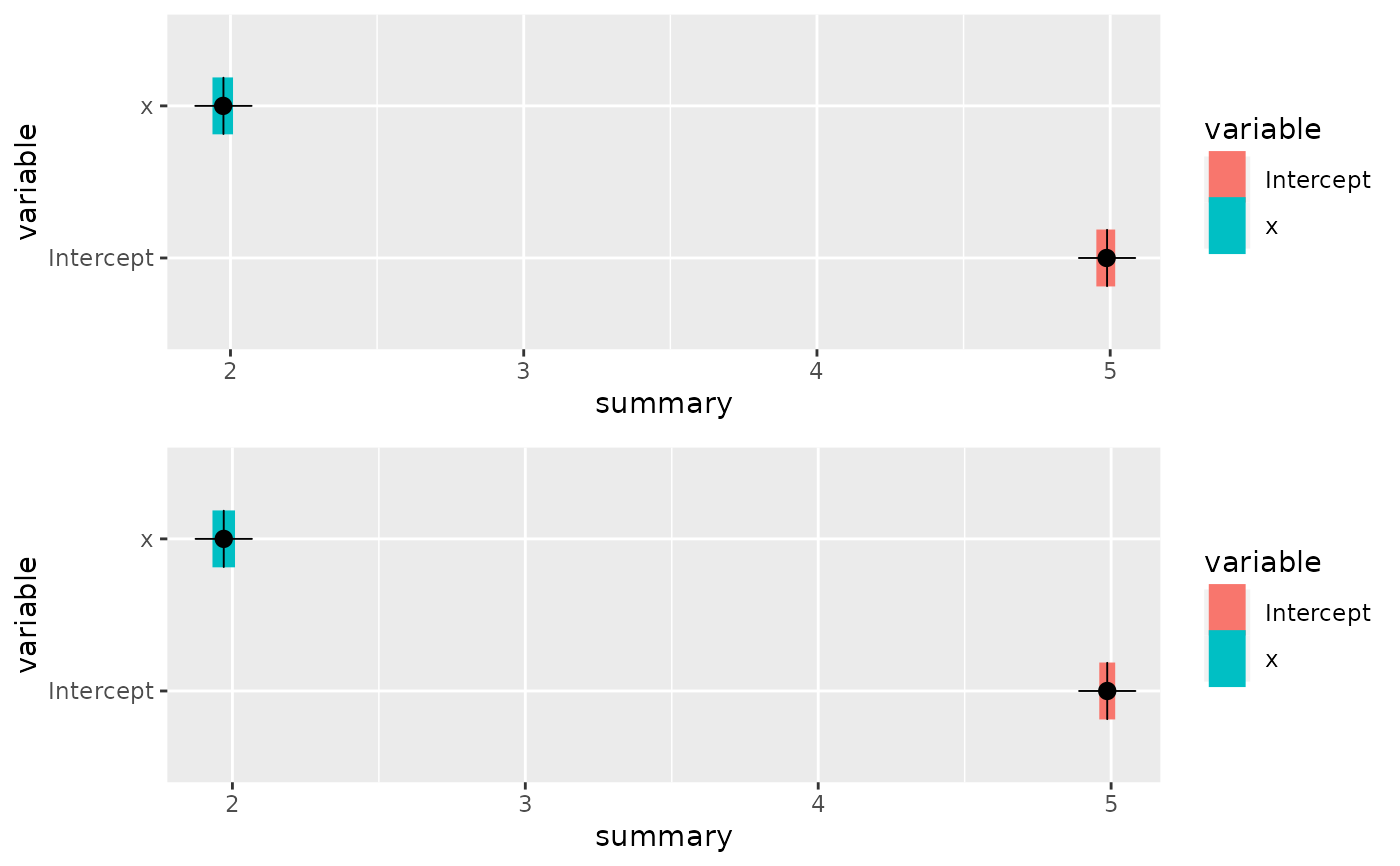 variable
x
Intercept
2 3 4 5
summary
variable
Intercept
x
variable
x
Intercept
2 3 4 5
summary
variable
Intercept
x